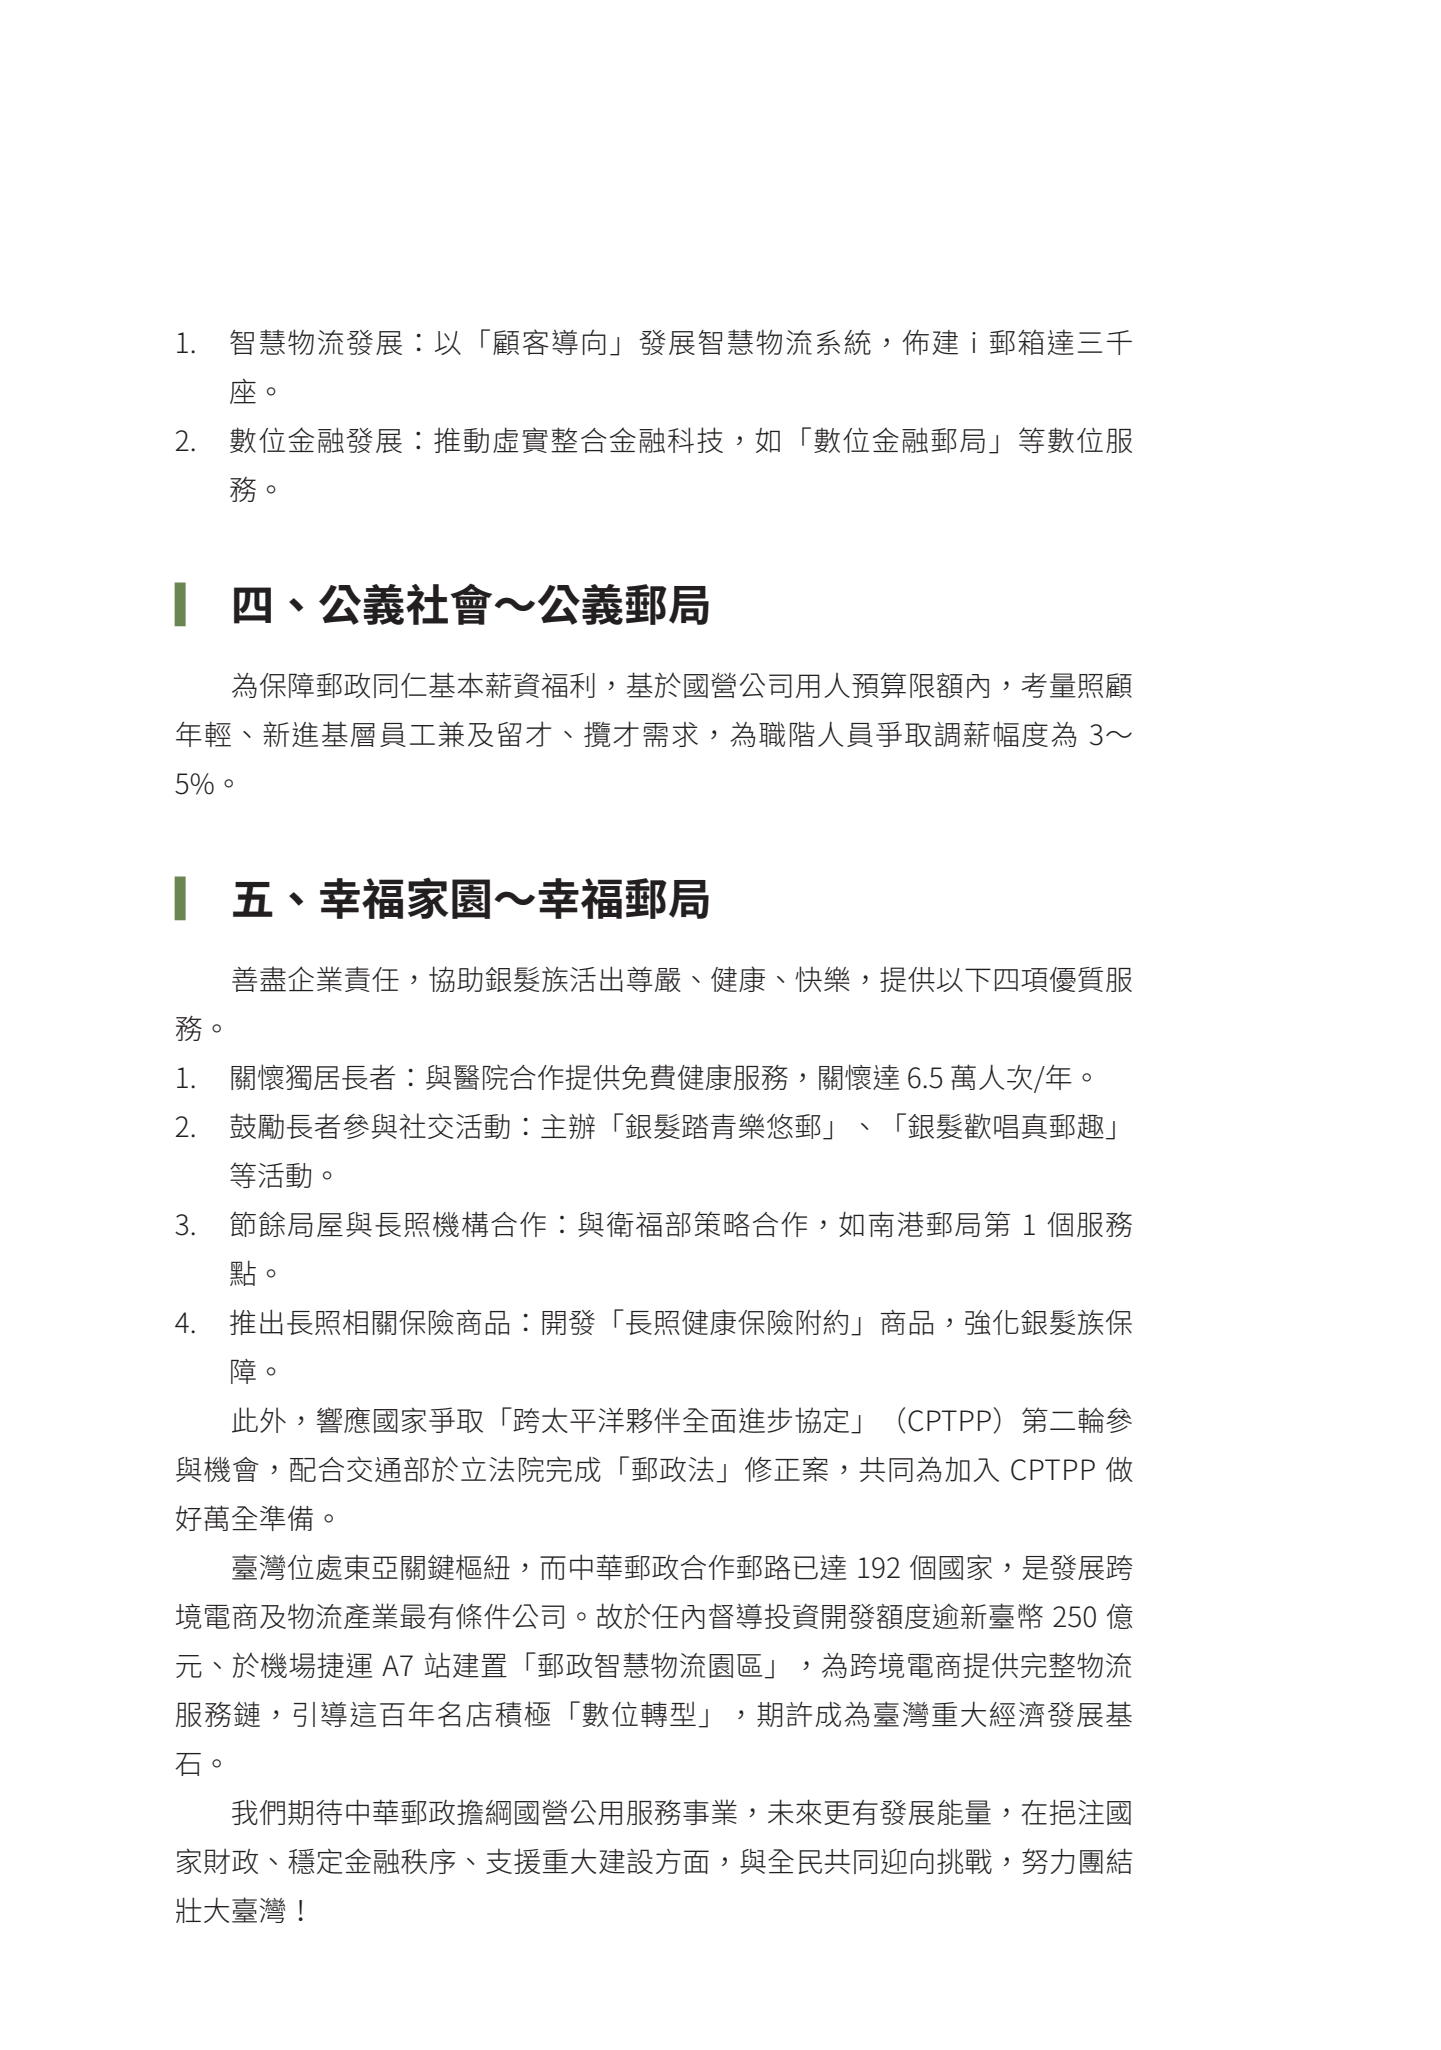 1. 智慧物流發展：以「顧客導向」發展智慧物流系統，佈建ｉ郵箱達三千
座。
2. 數位金融發展：推動虛實整合金融科技，如「數位金融郵局」等數位服
務。
四、公義社會～公義郵局
為保障郵政同仁基本薪資福利，基於國營公司用人預算限額內，考量照顧
年輕、新進基層員工兼及留才、攬才需求，為職階人員爭取調薪幅度為 3～
5%。
五、幸福家園～幸福郵局
善盡企業責任，協助銀髮族活出尊嚴、健康、快樂，提供以下四項優質服
務。
1. 關懷獨居長者：與醫院合作提供免費健康服務，關懷達 6.5 萬人次/年。
2. 鼓勵長者參與社交活動：主辦「銀髮踏青樂悠郵」、「銀髮歡唱真郵趣」
等活動。
3. 節餘局屋與長照機構合作：與衛福部策略合作，如南港郵局第 1 個服務
點。
4. 推出長照相關保險商品：開發「長照健康保險附約」商品，強化銀髮族保
障。
此外，響應國家爭取「跨太平洋夥伴全面進步協定」（CPTPP）第二輪參
與機會，配合交通部於立法院完成「郵政法」修正案，共同為加入 CPTPP 做
好萬全準備。
臺灣位處東亞關鍵樞紐，而中華郵政合作郵路已達 192 個國家，是發展跨
境電商及物流產業最有條件公司。故於任內督導投資開發額度逾新臺幣 250 億
元、於機場捷運 A7 站建置「郵政智慧物流園區」，為跨境電商提供完整物流
服務鏈，引導這百年名店積極「數位轉型」，期許成為臺灣重大經濟發展基
石。
我們期待中華郵政擔綱國營公用服務事業，未來更有發展能量，在挹注國
家財政、穩定金融秩序、支援重大建設方面，與全民共同迎向挑戰，努力團結
壯大臺灣！